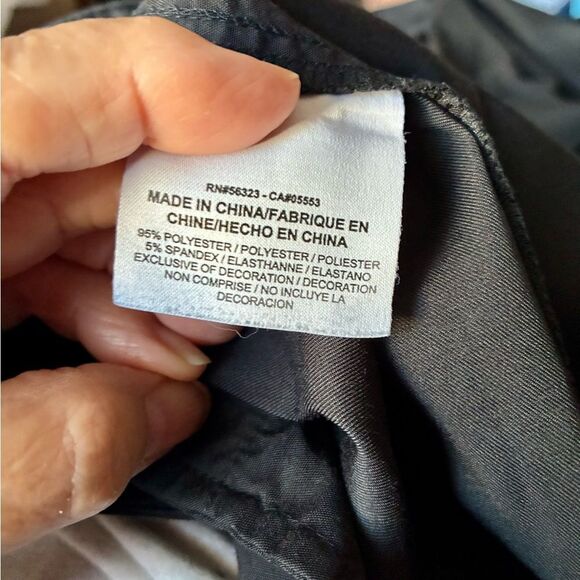 RN#56323 - CA#05553
MADE IN CHINA/FABRIQUE EN
CHINE/HECHO EN CHINA
95% POLYESTER / POLYESTER / POLIESTER
5% SPANDEX / ELASTHANNE / ELASTANO
EXCLUSIVE OF DECORATION / DECORATION
NON COMPRISE / NO INCLUYE LA
DECORACION